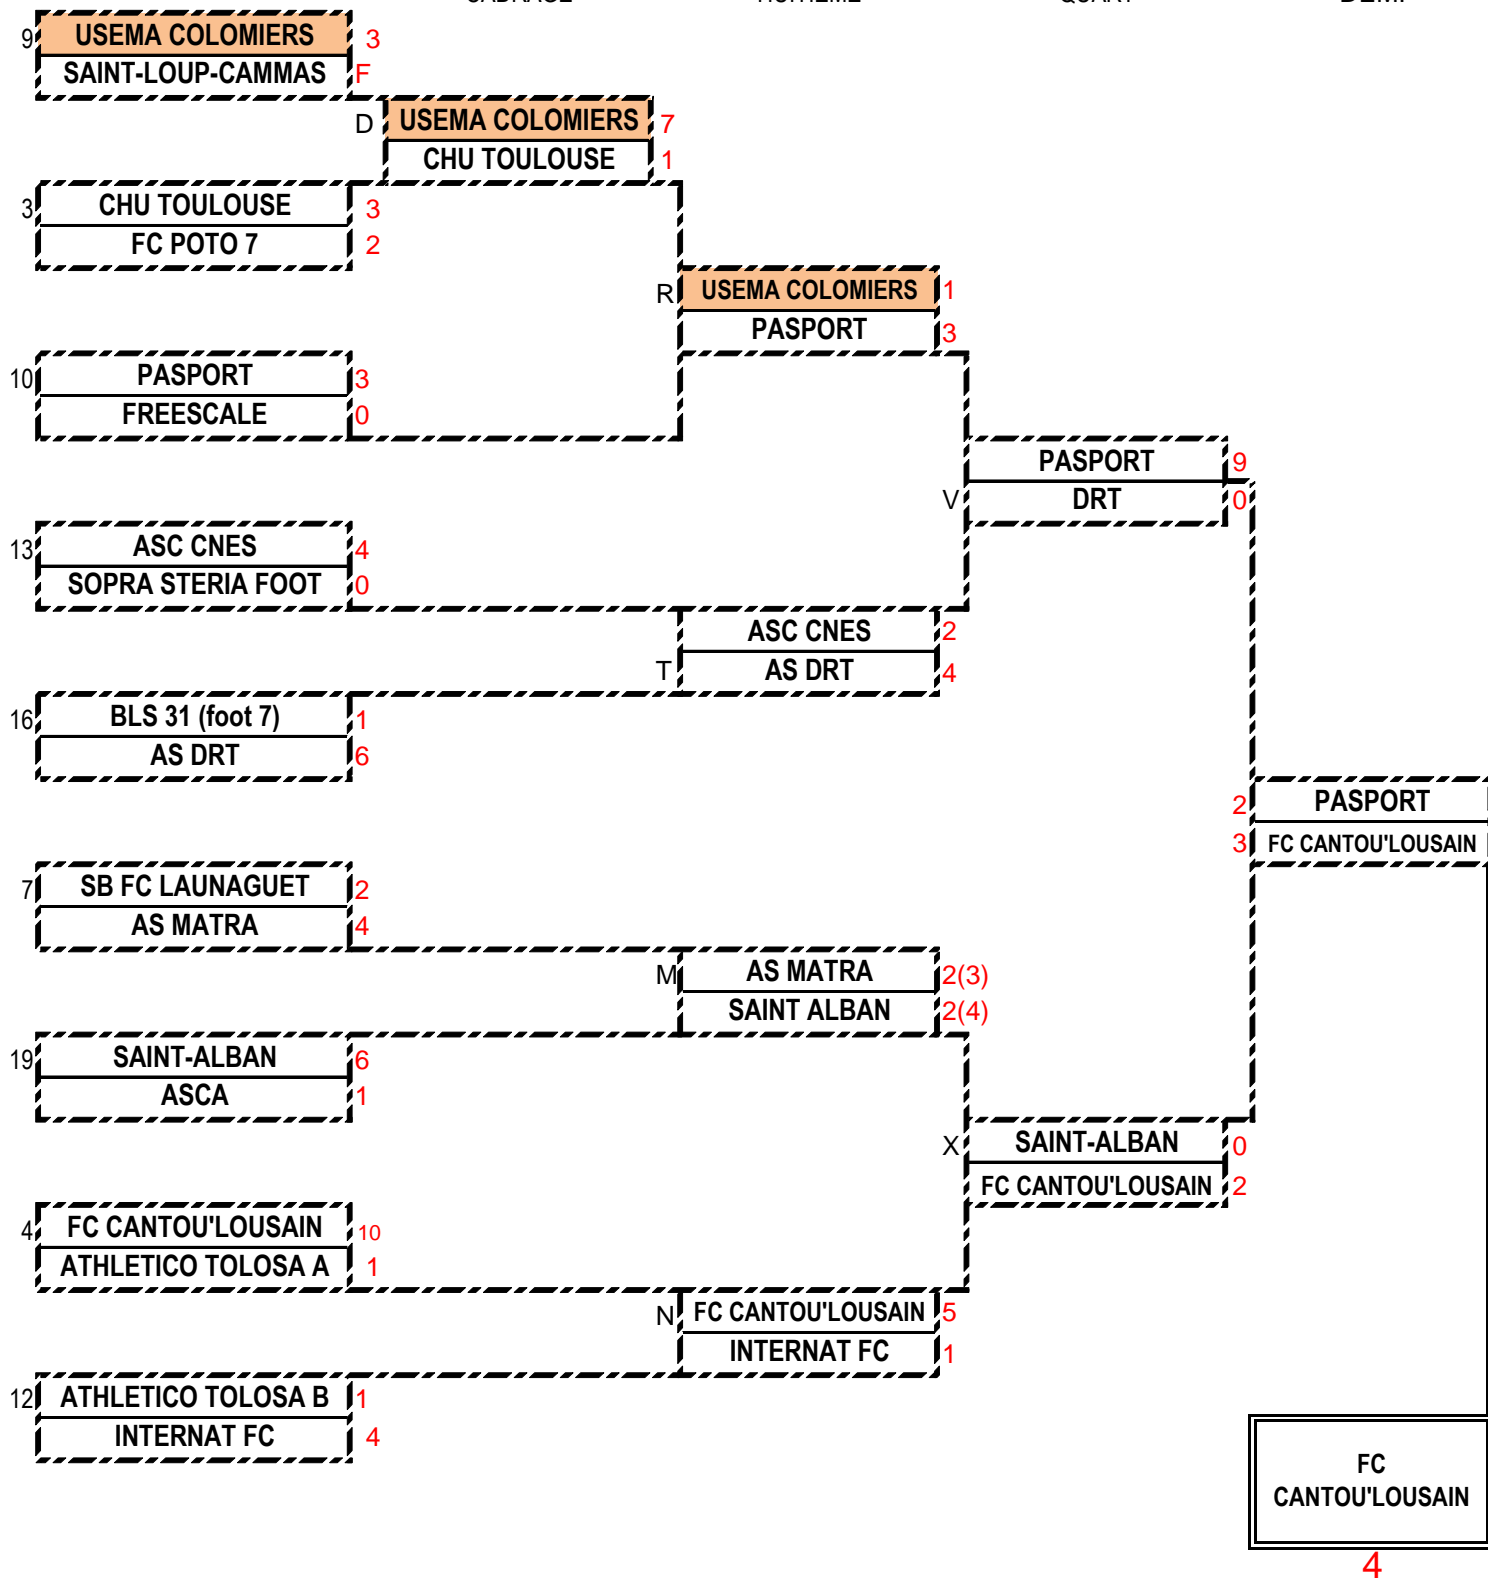 CADRAGE HUITIEME QUART DEMI
9 USEMA COLOMIERS 3
SAINT-LOUP-CAMMAS F
D USEMA COLOMIERS 7
CHU TOULOUSE 1
3 CHU TOULOUSE 3
FC POTO 7 2
R USEMA COLOMIERS 1
PASPORT 3
10 PASPORT 3
FREESCALE 0
PASPORT 9
V DRT 0
13 ASC CNES 4
SOPRA STERIA FOOT 0
ASC CNES 2
T AS DRT 4
16 BLS 31 (foot 7) 1
AS DRT 6
2 PASPORT
3 FC CANTOU'LOUSAIN
7 SB FC LAUNAGUET 2
AS MATRA 4
M AS MATRA 2(3)
SAINT ALBAN 2(4)
19 SAINT-ALBAN 6
ASCA 1
X SAINT-ALBAN 0
FC CANTOU'LOUSAIN 2
4 FC CANTOU'LOUSAIN 10
ATHLETICO TOLOSA A 1
N FC CANTOU'LOUSAIN 5
INTERNAT FC 1
12 ATHLETICO TOLOSA B 1
INTERNAT FC 4
FC
CANTOU'LOUSAIN
4